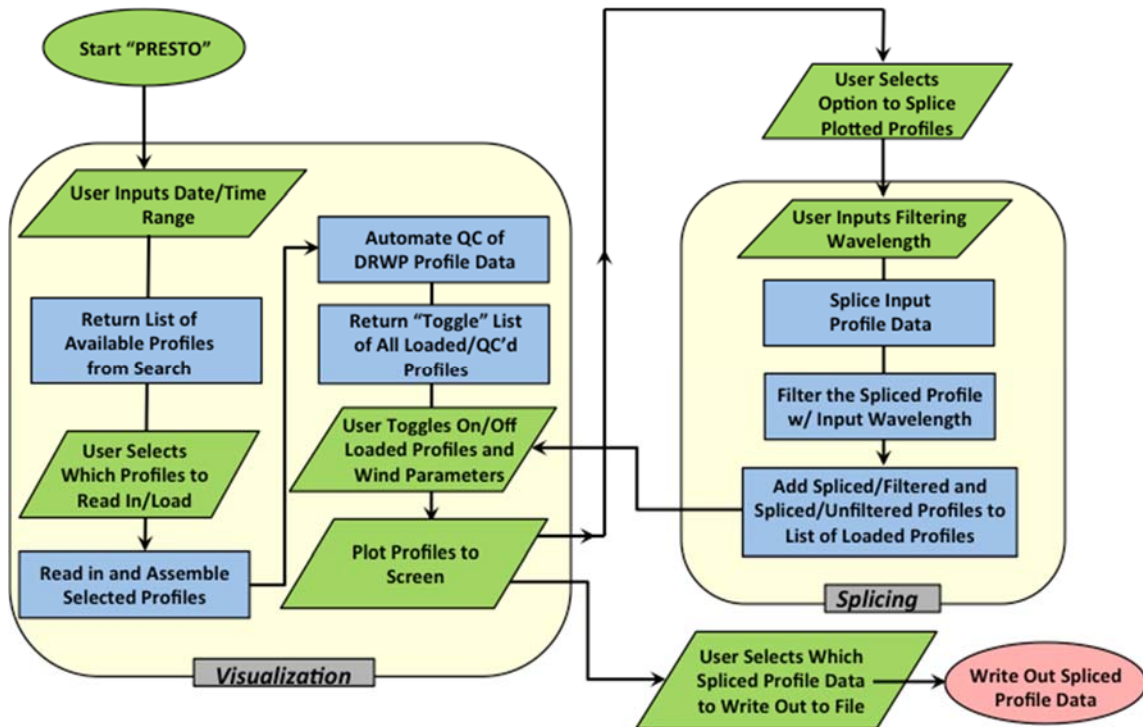 Start “PRESTO”
User Inputs Date/Time
Range
Return List of
Available Profiles
from Search
User Selects
Which Profiles to
Read In/Load
Read in and Assemble
Selected Profiles
Automate QC of
DRWP Profile Data
Return “Toggle” List
of All Loaded/QC’d
Profiles
User Toggles On/Off
Loaded Profiles and
Wind Parameters
Plot Profiles to
Screen
Visualization
User Selects
Option to Splice
Plotted Profiles
User Inputs Filtering
Wavelength
Splice Input
Profile Data
Filter the Spliced Profile
w/ Input Wavelength
Add Spliced/Filtered and
Spliced/Unfiltered Profiles to
List of Loaded Profiles
Splicing
User Selects Which
Spliced Profile Data
to Write Out to File
Write Out Spliced
Profile Data